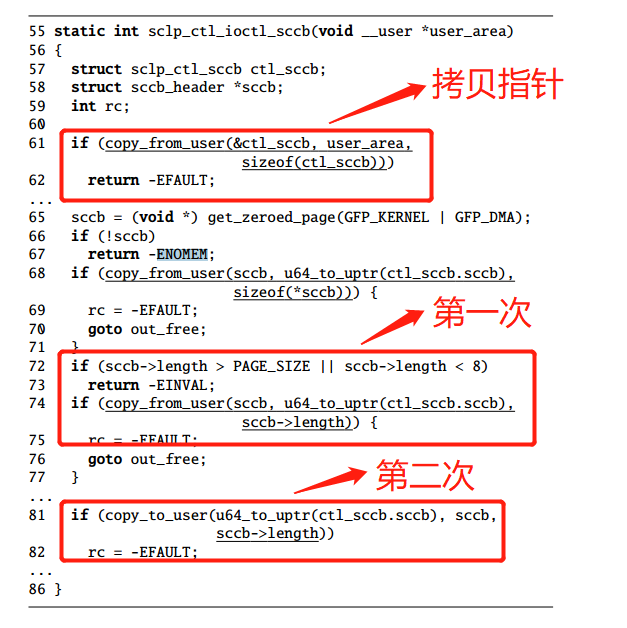 55 static int sclp_ctl_ioctl_sccb(void __user *user_area)
56 {
57   struct sclp_ctl_sccb ctl_sccb;
58   struct sccb_header *sccb;
拷贝指针
59   int rc;
60
61   if (copy_from_user(&ctl_sccb, user_area,
                        sizeof(ctl_sccb)))
62     return -EFAULT;
...
65   sccb = (void *) get_zeroed_page(GFP_KERNEL | GFP_DMA);
66   if (!sccb)
67     return -ENOMEM;
68   if (copy_from_user(sccb, u64_to_uptr(ctl_sccb.sccb),
                       sizeof(*sccb))) {
69     rc = -EFAULT;
第一次
70     goto out_free;
71   }
72   if (sccb->length > PAGE_SIZE || sccb->length < 8)
73     return -EINVAL;
74   if (copy_from_user(sccb, u64_to_uptr(ctl_sccb.sccb),
                        sccb->length)) {
75     rc = -EFAULT;
76     goto out_free;
第二次
77   }
...
81   if (copy_to_user(u64_to_uptr(ctl_sccb.sccb), sccb,
                     sccb->length))
82     rc = -EFAULT;
...
86 }